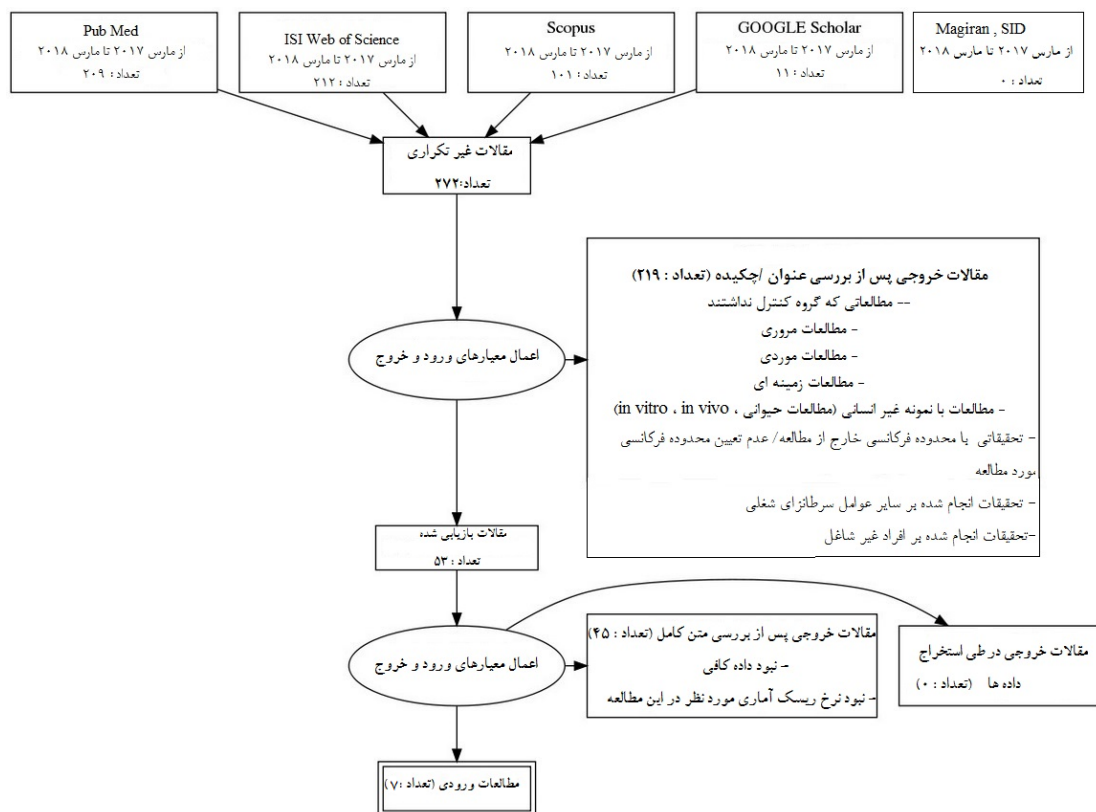 Pub Med
از مارس ۲۰۱۷ تا مارس ۲۰۱۸
تعداد : ۲۰۹
ISI Web of Science
از مارس ۲۰۱۷ تا مارس ۲۰۱۸
تعداد : ۲۱۲
Scopus
از مارس ۲۰۱۷ تا مارس ۲۰۱۸
تعداد : ۱۰۱
GOOGLE Scholar
از مارس ۲۰۱۷ تا مارس ۲۰۱۸
تعداد : ۱۱
Magiran , SID
از مارس ۲۰۱۷ تا مارس ۲۰۱۸
تعداد : ۰
مقالات غیر تکراری
تعداد:۲۷۲
مقالات خروجی پس از بررسی عنوان /چکیده (تعداد : ۲۱۹)
-- مطالعاتی که گروه کنترل نداشتند
- مطالعات مروری
- مطالعات موردی
- مطالعات زمینه ای
- مطالعات با نمونه غیر انسانی (مطالعات حیوانی ، in vitro ، in vivo)
- تحقیقاتی با محدوده فرکانسی خارج از مطالعه/ عدم تعیین محدوده فرکانسی
مورد مطالعه
- تحقیقات انجام شده بر سایر عوامل سرطانزای شغلی
-تحقیقات انجام شده بر افراد غیر شاغل
اعمال معیارهای ورود و خروج
مقالات بازیابی شده
تعداد : ۵۳
اعمال معیارهای ورود و خروج
مقالات خروجی پس از بررسی متن کامل (تعداد : ۴۵)
- نبود داده کافی
- نبود نرخ ریسک آماری مورد نظر در این مطالعه
مقالات خروجی در طی استخراج
داده ها (تعداد : ۰)
مطالعات ورودی (تعداد :۷)